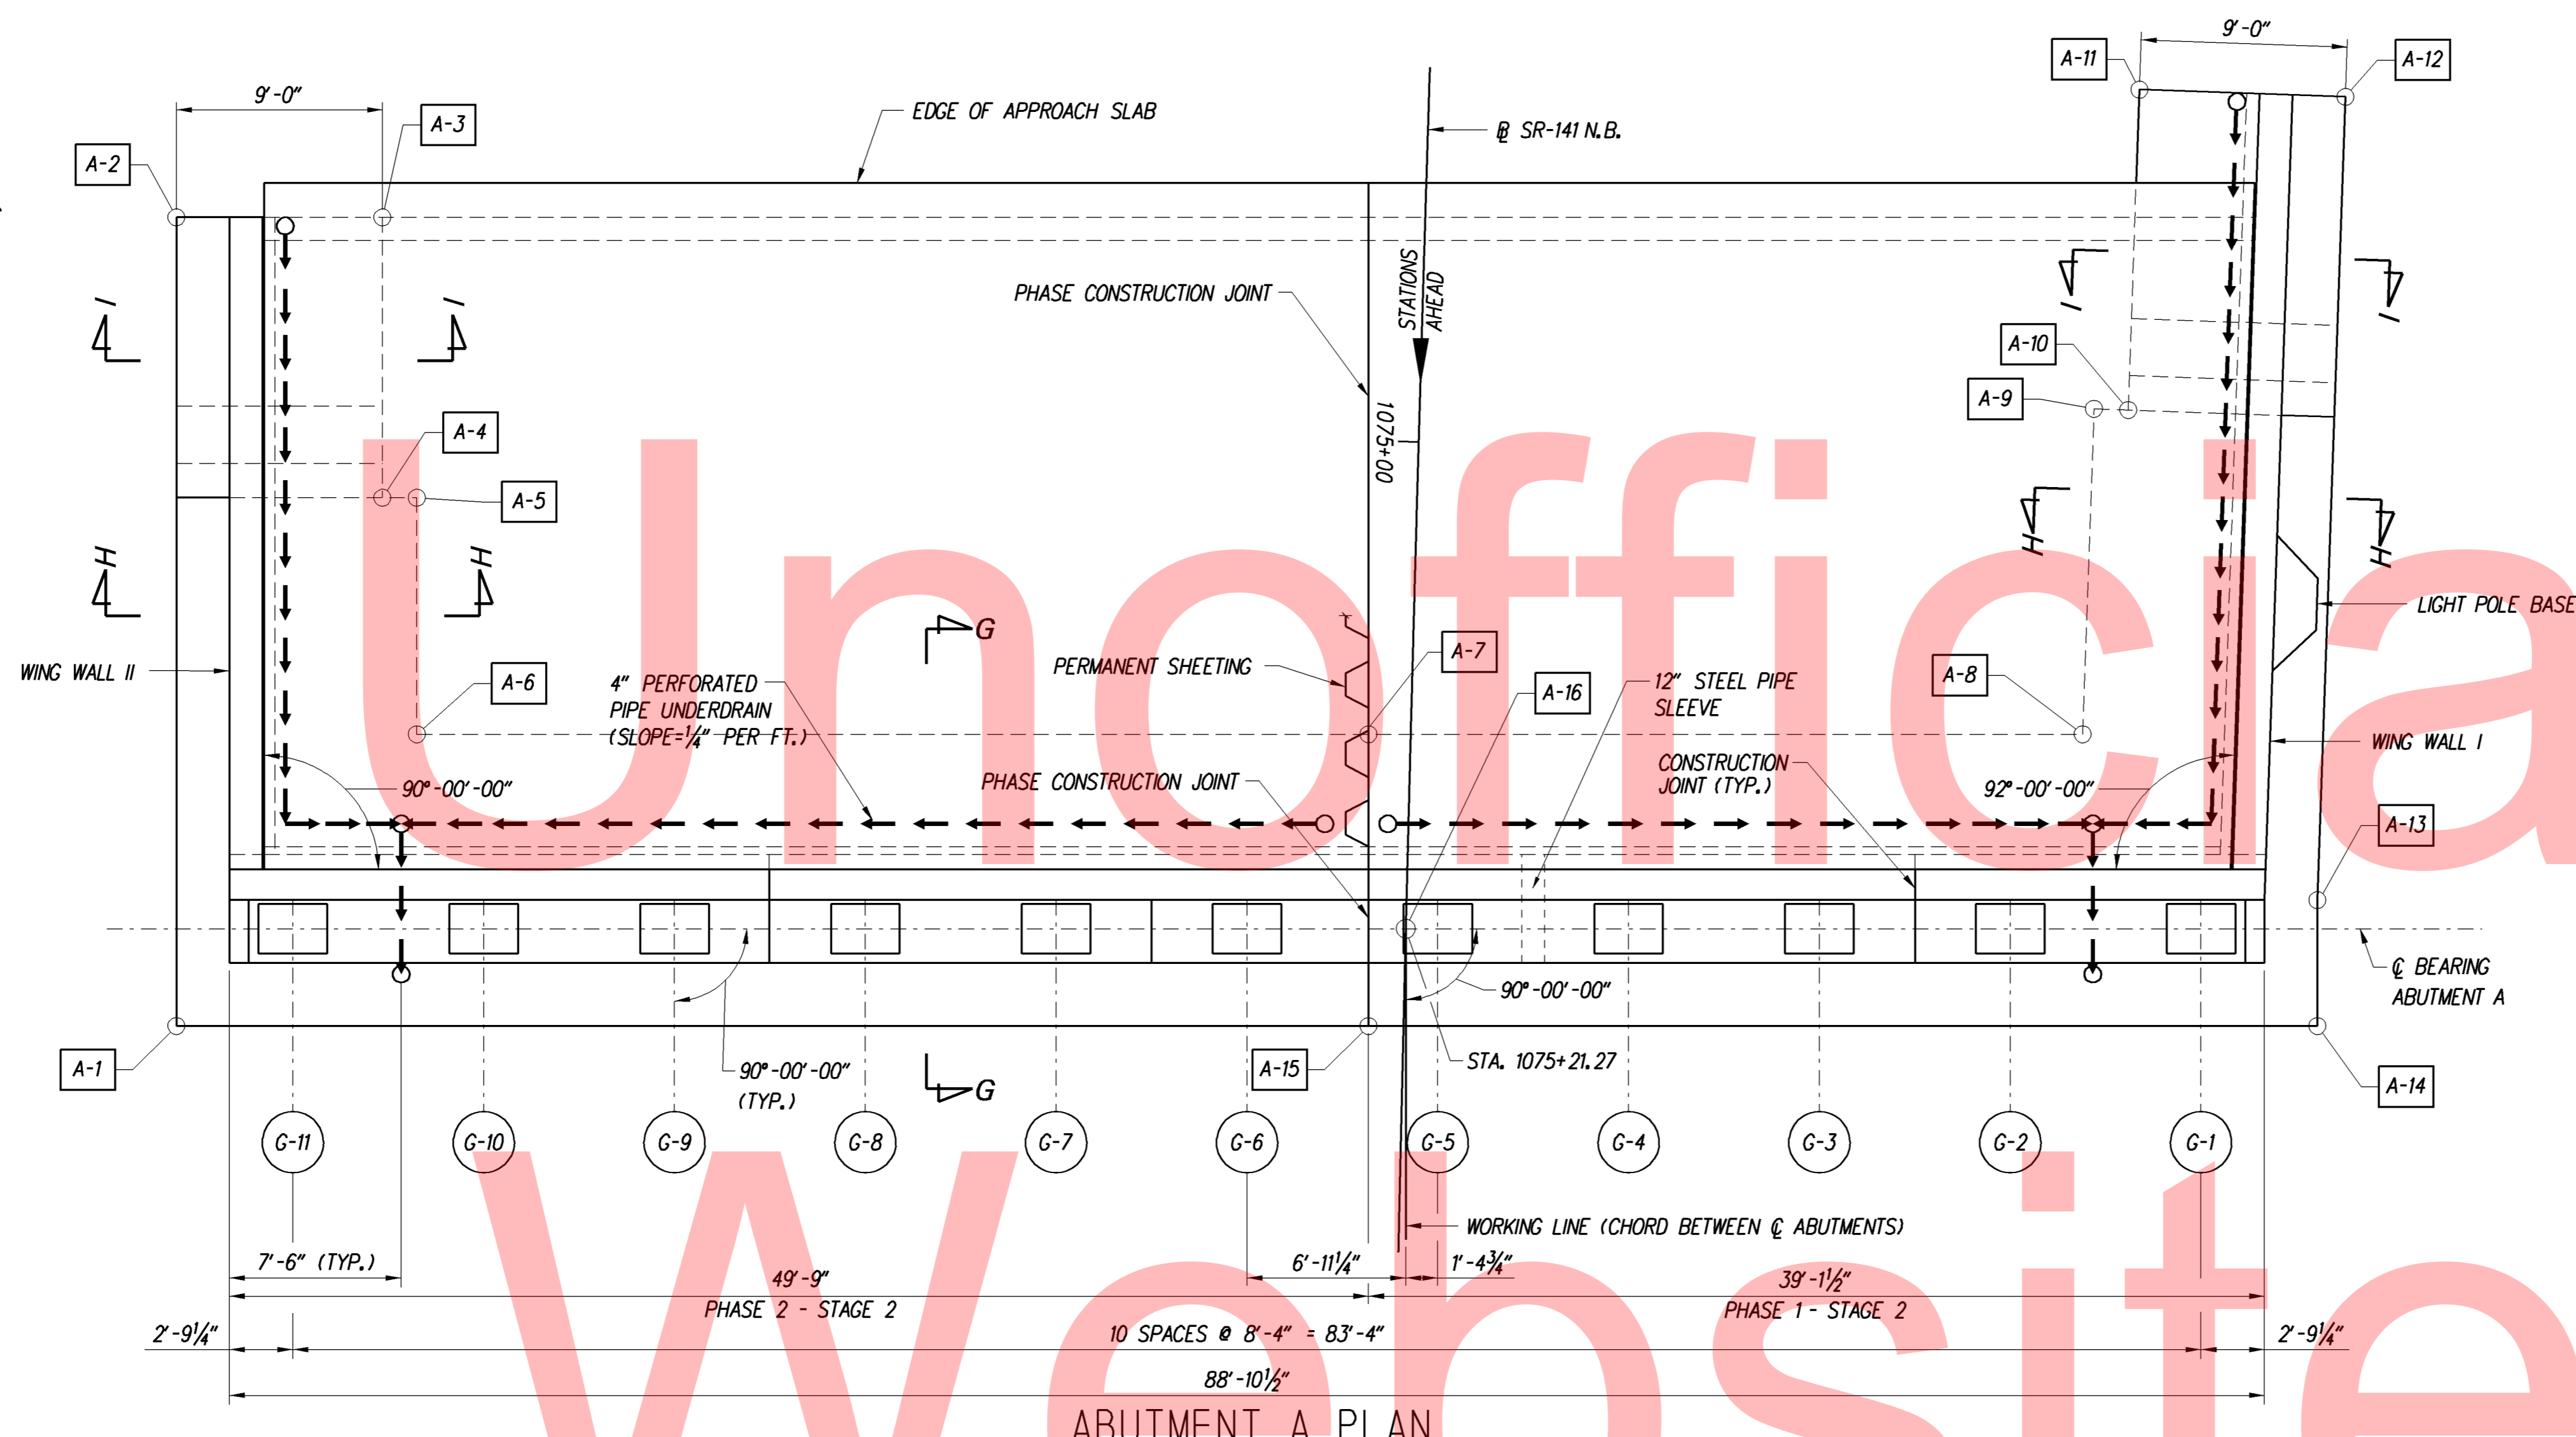 9'-0"
A-11
A-12
9'-0"
A-3
EDGE OF APPROACH SLAB
℄ SR-141 N.B.
A-2
STATIONS
AHEAD
PHASE CONSTRUCTION JOINT
I
I
I
I
A-10
A-9
A-4
1075+00
A-5
H
H
H
H
LIGHT POLE BASE
G
WING WALL II
A-6
4" PERFORATED
PIPE UNDERDRAIN
(SLOPE=1/4" PER FT.)
PERMANENT SHEETING
A-7
A-16
12" STEEL PIPE
SLEEVE
A-8
WING WALL I
90°-00'-00"
PHASE CONSTRUCTION JOINT
CONSTRUCTION
JOINT (TYP.)
92°-00'-00"
A-13
90°-00'-00"
℄ BEARING
ABUTMENT A
A-1
90°-00'-00"
(TYP.)
G
A-15
STA. 1075+21.27
A-14
G-11
G-10
G-9
G-8
G-7
G-6
G-5
G-4
G-3
G-2
G-1
WORKING LINE (CHORD BETWEEN ℄ ABUTMENTS)
7'-6" (TYP.)
6'-11 1/4"
1'-4 3/4"
49'-9"
39'-1 1/2"
PHASE 2 - STAGE 2
PHASE 1 - STAGE 2
2'-9 1/4"
10 SPACES @ 8'-4" = 83'-4"
2'-9 1/4"
88'-10 1/2"
ABUTMENT A PLAN
Unofficia
Website